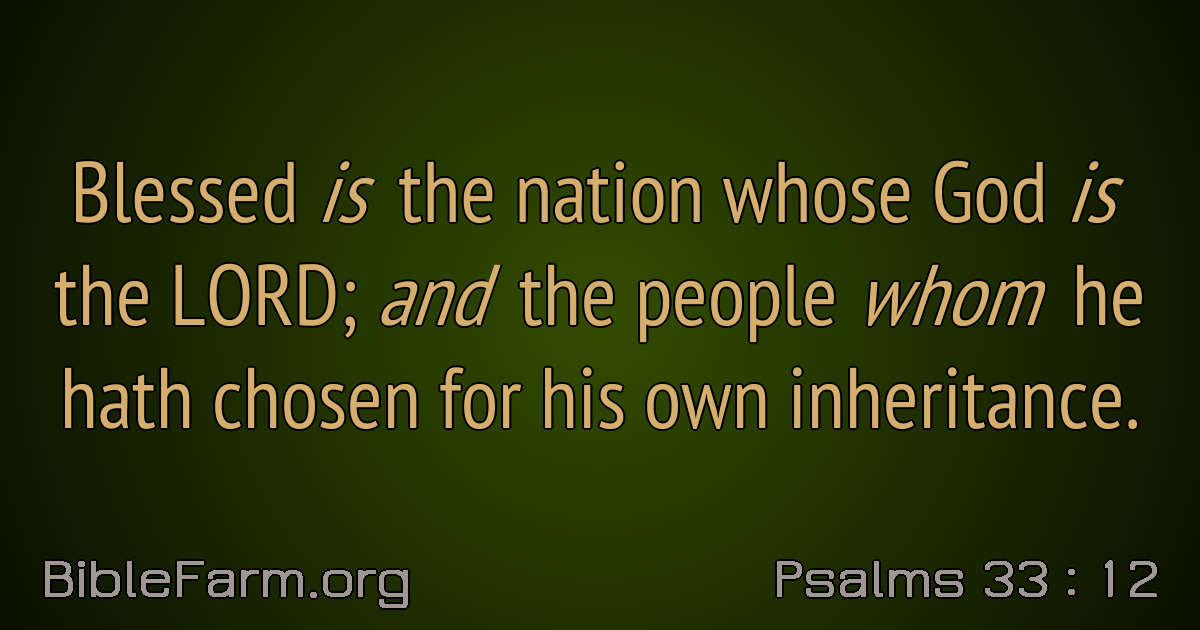 Blessed is the nation whose God is
the LORD; and the people whom he
hath chosen for his own inheritance.
BibleFarm.org
Psalms 33 : 12